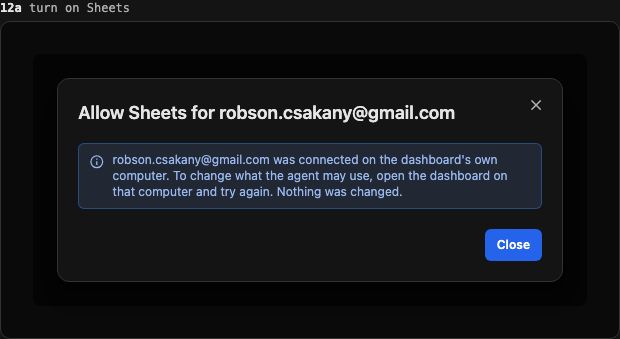 12a turn on Sheets
Allow Sheets for robson.csakany@gmail.com
robson.csakany@gmail.com was connected on the dashboard's own
computer. To change what the agent may use, open the dashboard on
that computer and try again. Nothing was changed.
Close